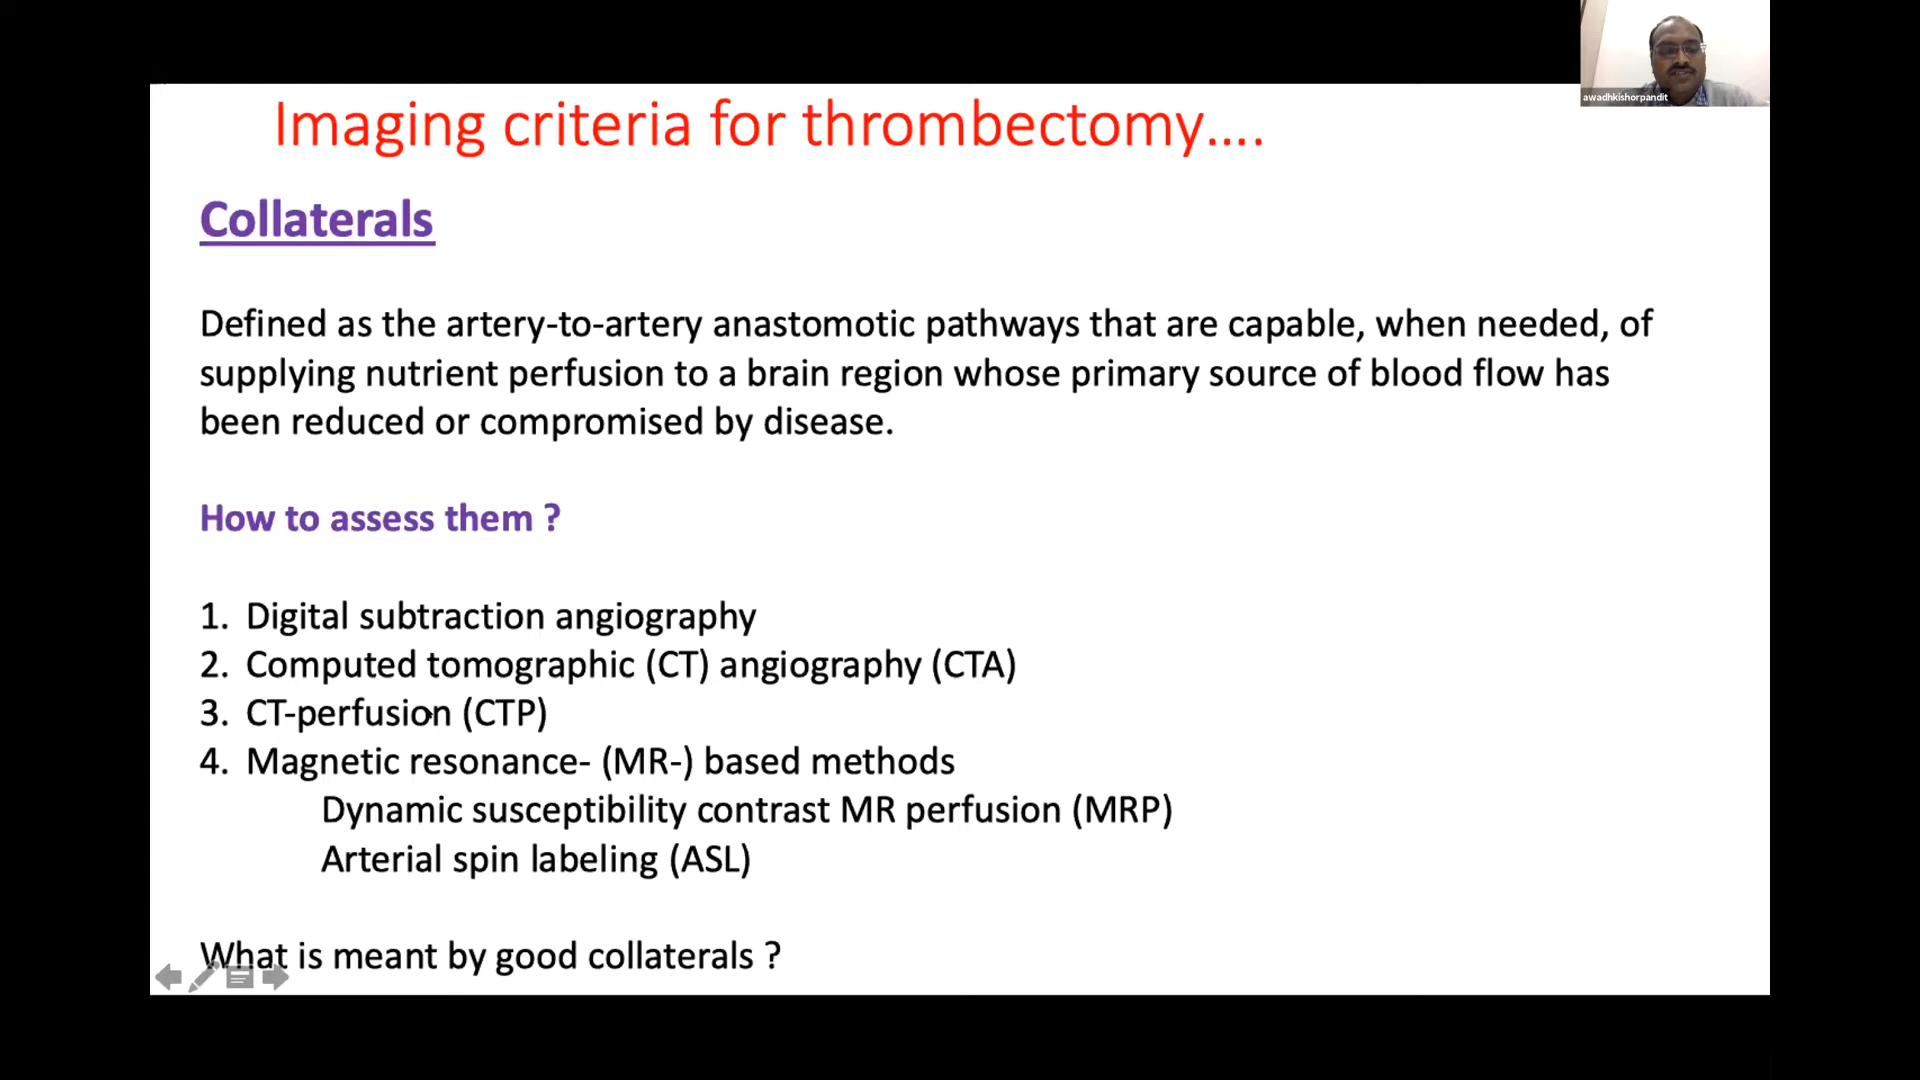 awadhkishorpandit
Imaging criteria for thrombectomy....
Collaterals
Defined as the artery-to-artery anastomotic pathways that are capable, when needed, of
supplying nutrient perfusion to a brain region whose primary source of blood flow has
been reduced or compromised by disease.
How to assess them ?
1. Digital subtraction angiography
2. Computed tomographic (CT) angiography (CTA)
3. CT-perfusion (CTP)
4. Magnetic resonance- (MR-) based methods
Dynamic susceptibility contrast MR perfusion (MRP)
Arterial spin labeling (ASL)
What is meant by good collaterals ?